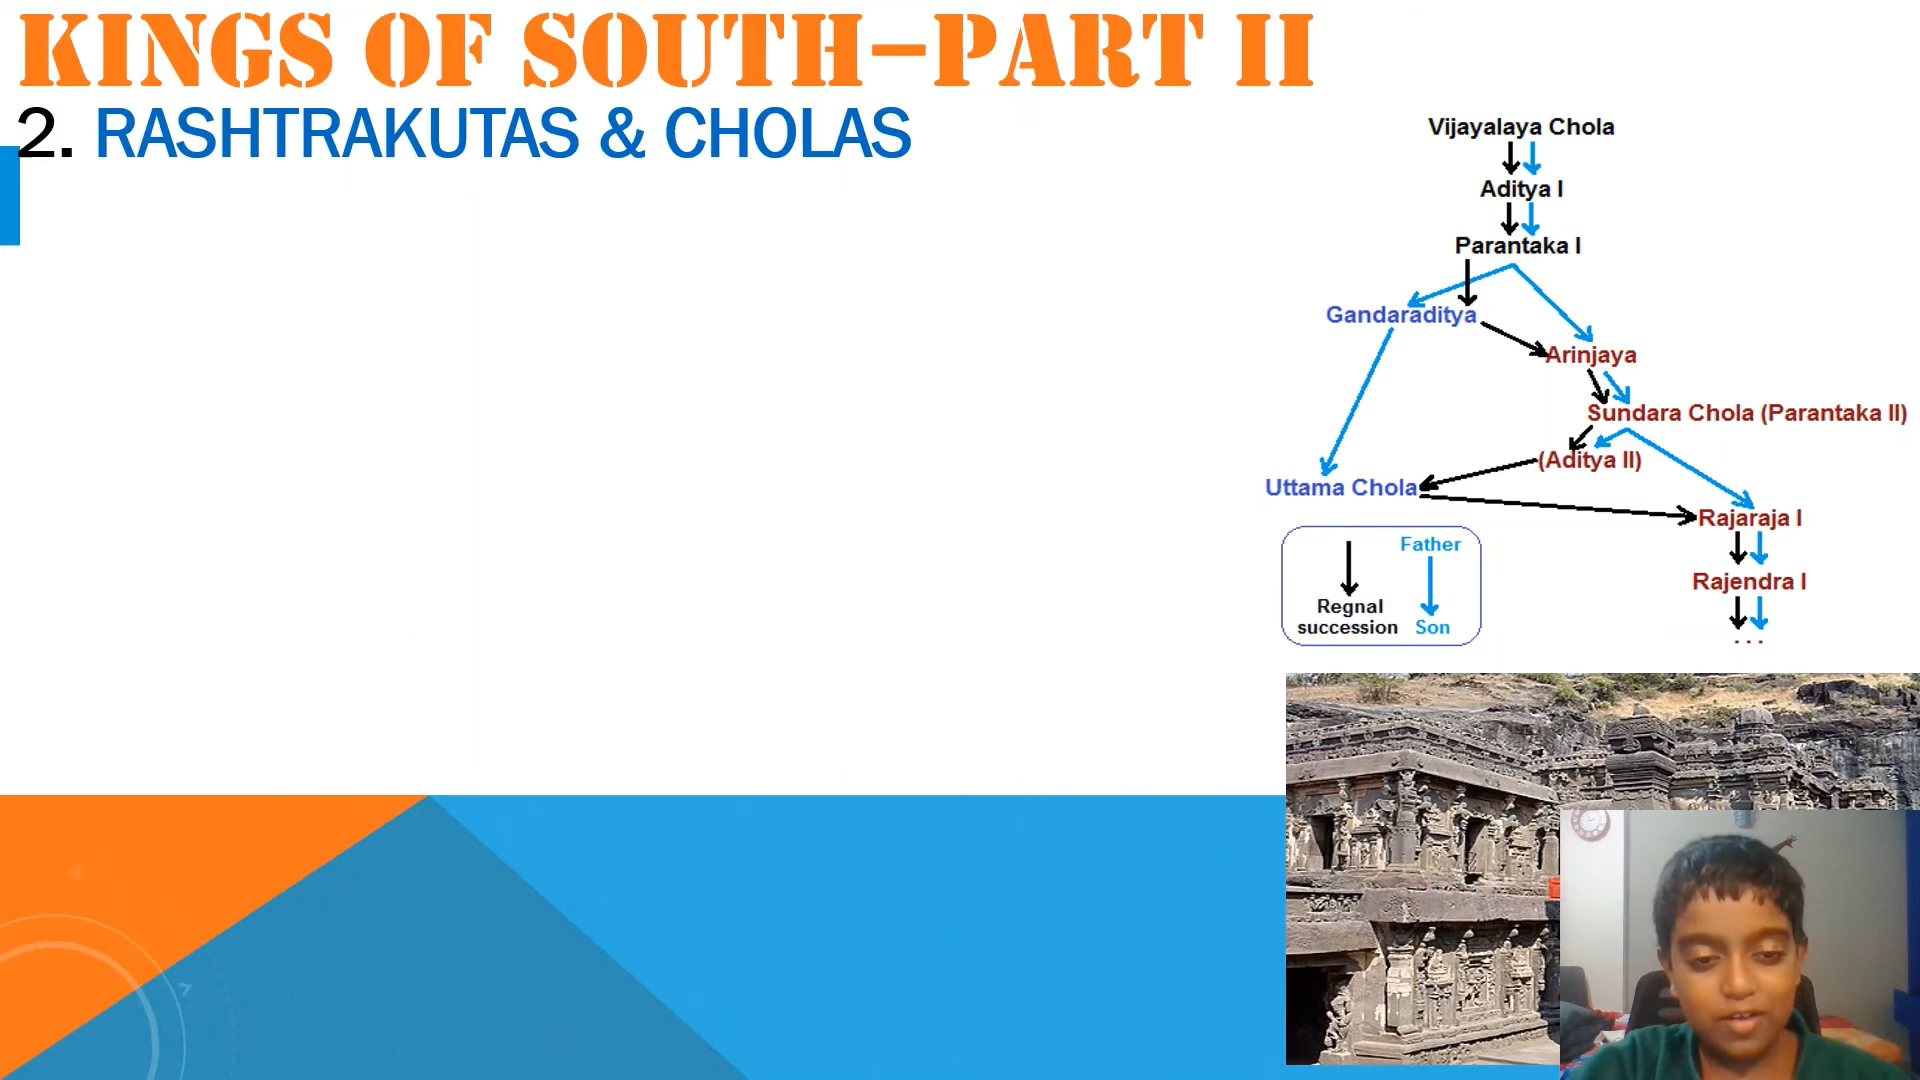 KINGS OF SOUTH–PART II
2. RASHTRAKUTAS & CHOLAS
Vijayalaya Chola
Aditya I
Parantaka I
Gandaraditya
Arinjaya
Sundara Chola (Parantaka II)
(Aditya II)
Uttama Chola
Rajaraja I
Rajendra I
...
Father
Regnal
succession
Son